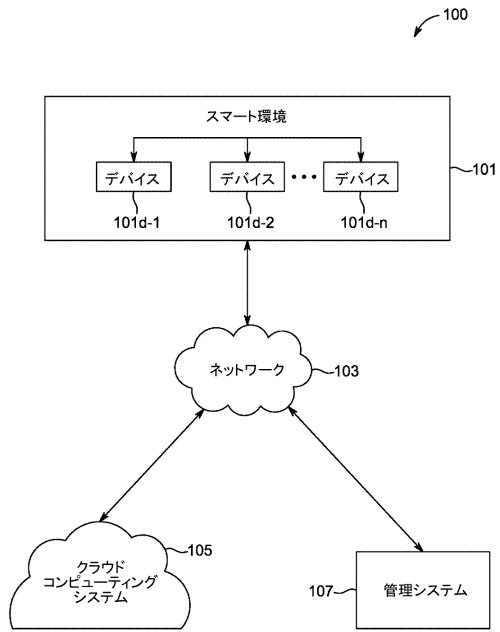 100
スマート環境
デバイス
デバイス
•••
デバイス
101
101d-1
101d-2
101d-n
ネットワーク
103
クラウド
コンピューティング
システム
105
107
管理システム